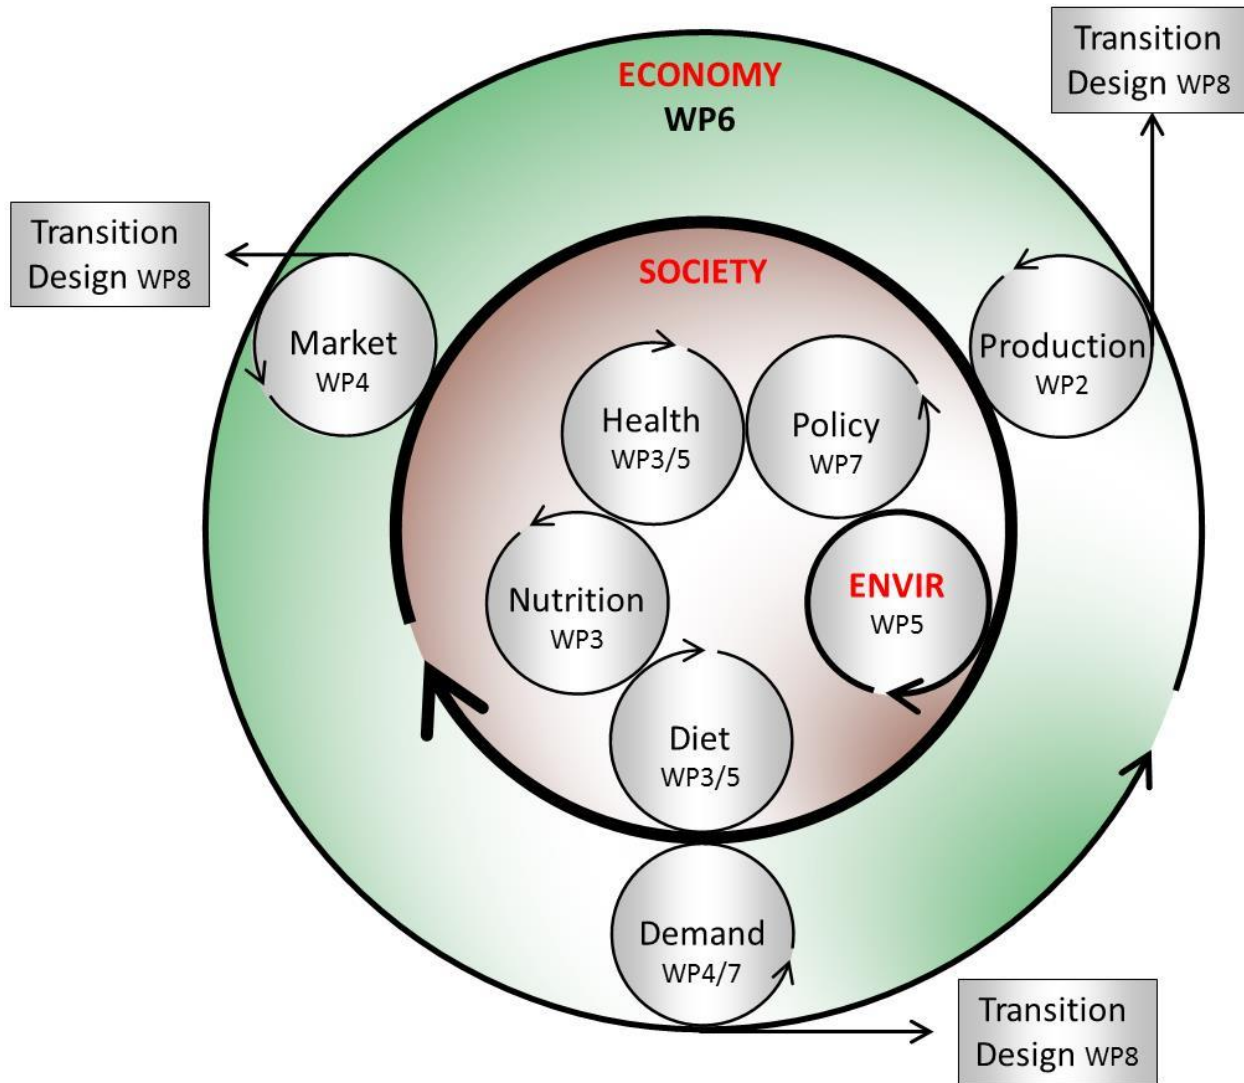 Transition
Design WP8
ECONOMY
WP6
Transition
Design WP8
SOCIETY
Market
WP4
Production
WP2
Health
WP3/5
Policy
WP7
Nutrition
WP3
ENVIR
WP5
Diet
WP3/5
Demand
WP4/7
Transition
Design WP8